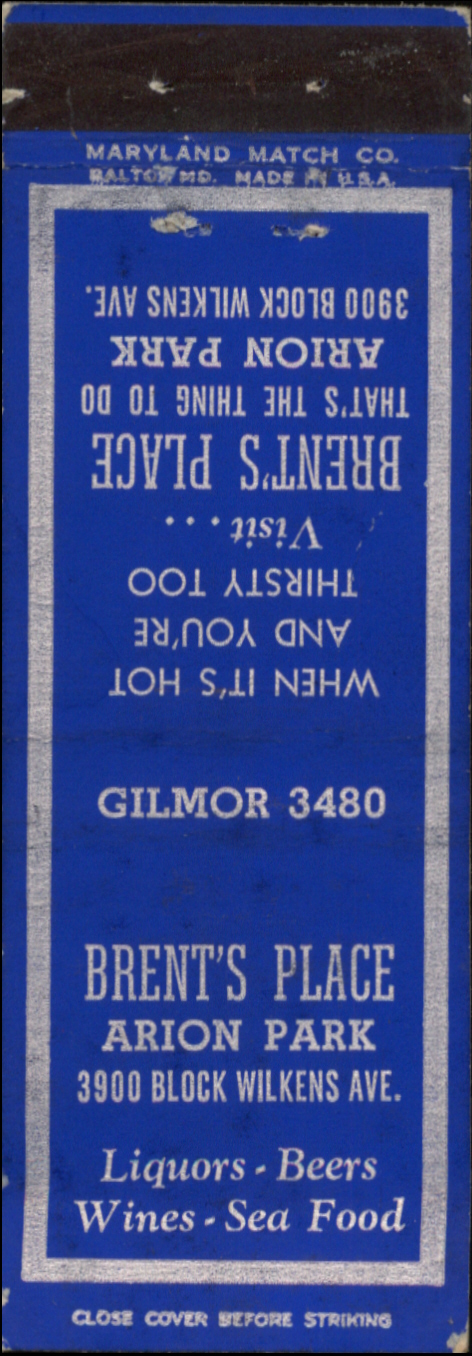 MARYLAND MATCH CO.
BALTO., MD. MADE IN U.S.A.
WHEN IT'S HOT
AND YOU'RE
THIRSTY TOO
Visit . . .
BRENT'S PLACE
THAT'S THE THING TO DO
ARION PARK
3900 BLOCK WILKENS AVE.
GILMOR 3480
BRENT'S PLACE
ARION PARK
3900 BLOCK WILKENS AVE.
Liquors - Beers
Wines - Sea Food
CLOSE COVER BEFORE STRIKING